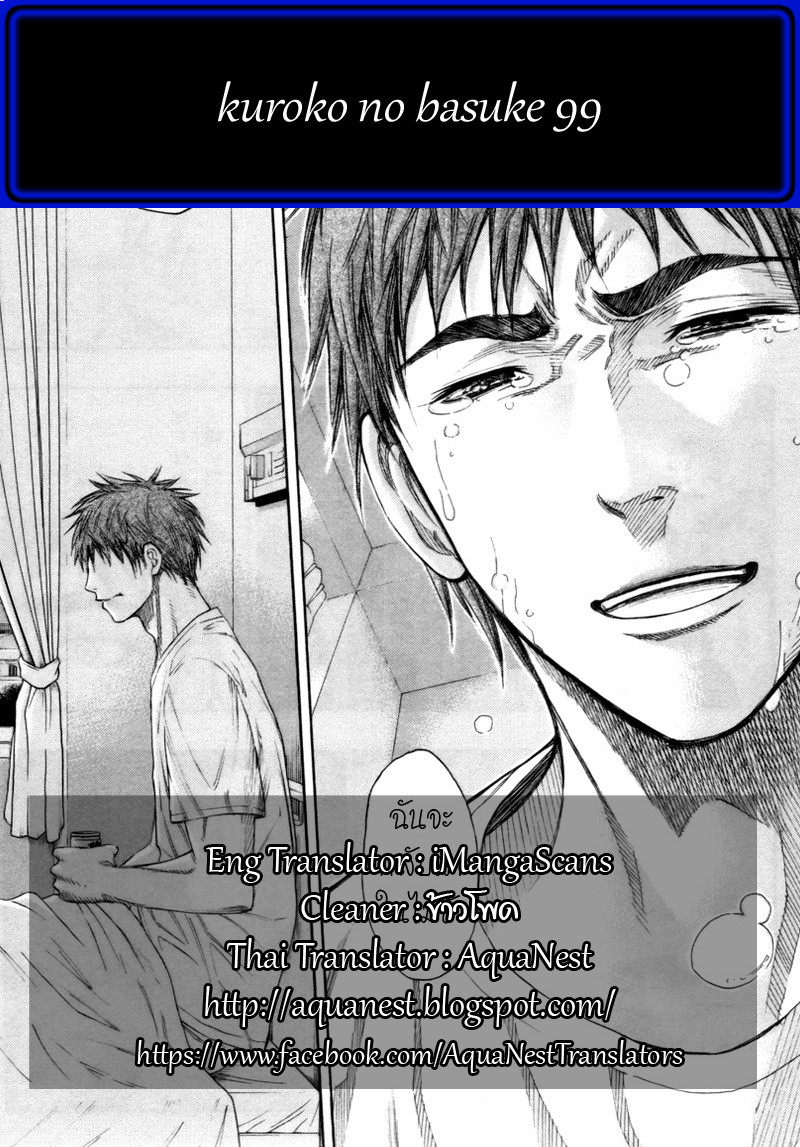 kuroko no basuke 99
ฉันจะ
Eng Translator : iMangaScans
Cleaner : ข้าวโพด
Thai Translator : AquaNest
http://aquanest.blogspot.com/
https://www.facebook.com/AquaNestTranslators